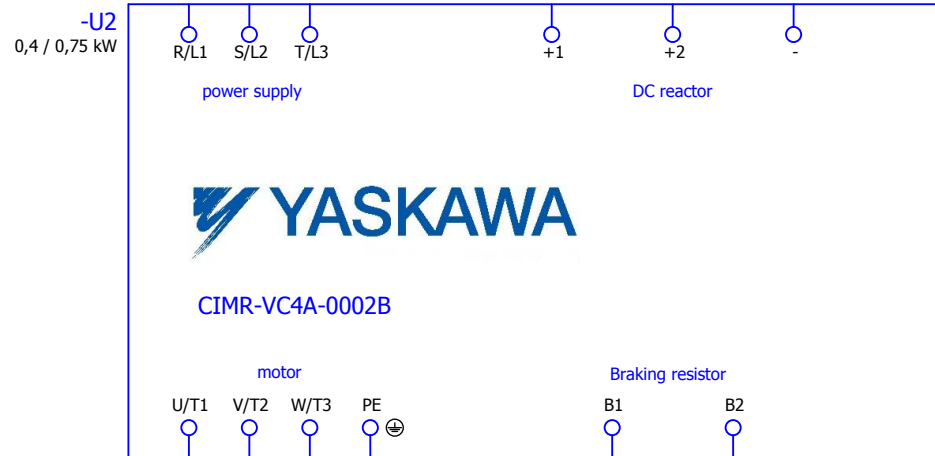 -U2
0,4 / 0,75 kW
R/L1 S/L2 T/L3 +1 +2 -
power supply DC reactor
YASKAWA
CIMR-VC4A-0002B
motor Braking resistor
U/T1 V/T2 W/T3 PE B1 B2